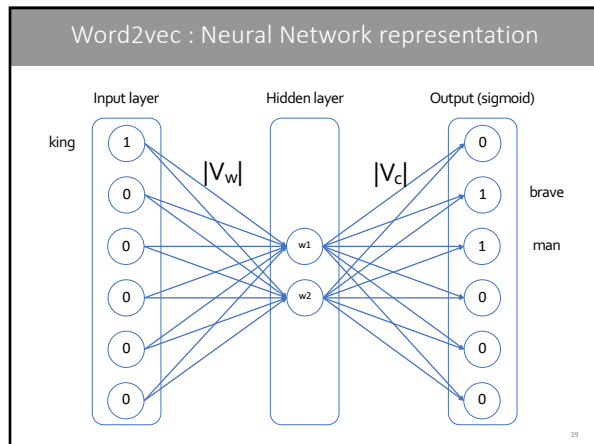 Word2vec : Neural Network representation
Input layer Hidden layer Output (sigmoid)
king 1 0
|Vw| |Vc|
0 1 brave
0 w1 1 man
0 w2 0
0 0
0 0
19